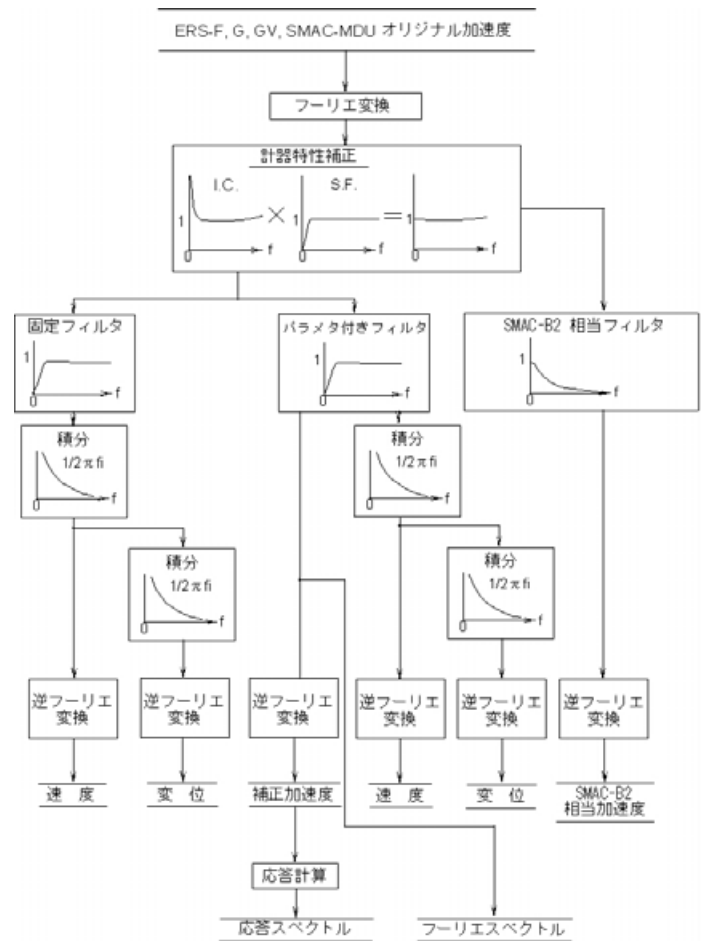 ERS-F, G, GV, SMAC-MDU オリジナル加速度
フーリエ変換
計器特性補正
I.C.
S.F.
1
×
1
=
1
0
f
0
f
0
f
固定フィルタ
パラメタ付きフィルタ
SMAC-B2 相当フィルタ
1
0
f
1
0
f
1
0
f
積分
1/2πfi
0
f
積分
1/2πfi
0
f
積分
1/2πfi
0
f
積分
1/2πfi
0
f
逆フーリエ
変換
逆フーリエ
変換
逆フーリエ
変換
逆フーリエ
変換
逆フーリエ
変換
逆フーリエ
変換
速 度
変 位
補正加速度
速 度
変 位
SMAC-B2
相当加速度
応答計算
応答スペクトル
フーリエスペクトル